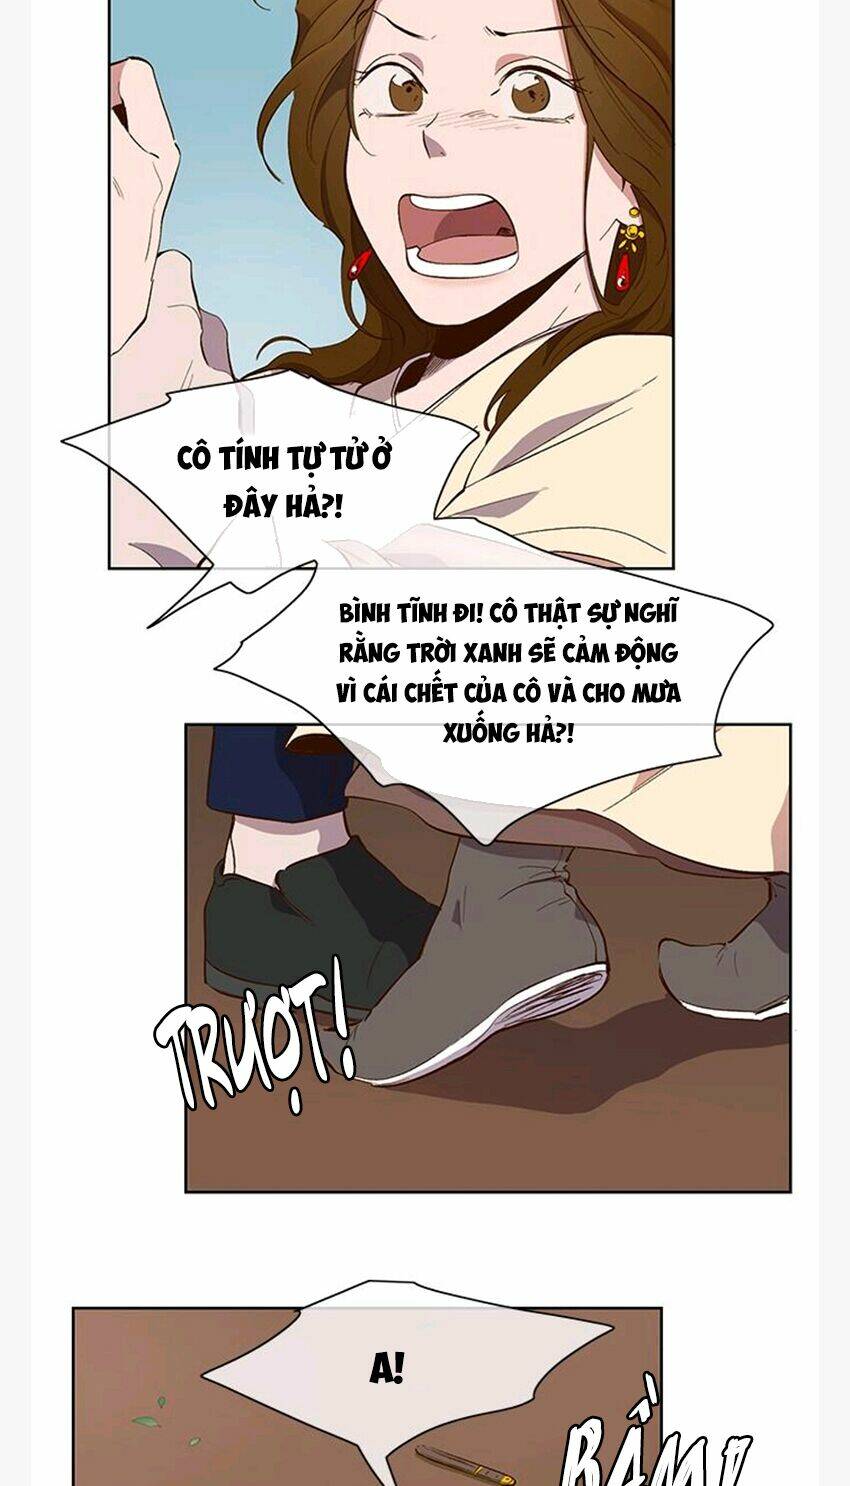 CÔ TÍNH TỰ TỬ Ở
ĐÂY HẢ?!
BÌNH TĨNH ĐI! CÔ THẬT SỰ NGHĨ
RẰNG TRỜI XANH SẼ CẢM ĐỘNG
VÌ CÁI CHẾT CỦA CÔ VÀ CHO MƯA
XUỐNG HẢ?!
TRƯỢT!
A!